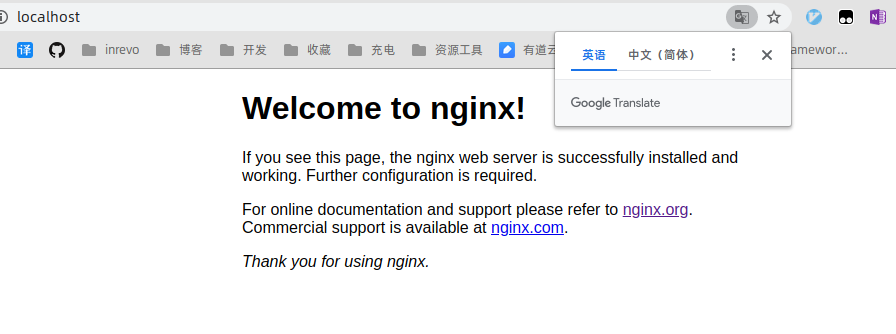 localhost
译
inrevo
博客
开发
收藏
充电
资源工具
有道云
amewor...
英语
中文（简体）
Google Translate
Welcome to nginx!
If you see this page, the nginx web server is successfully installed and
working. Further configuration is required.
For online documentation and support please refer to nginx.org.
Commercial support is available at nginx.com.
Thank you for using nginx.